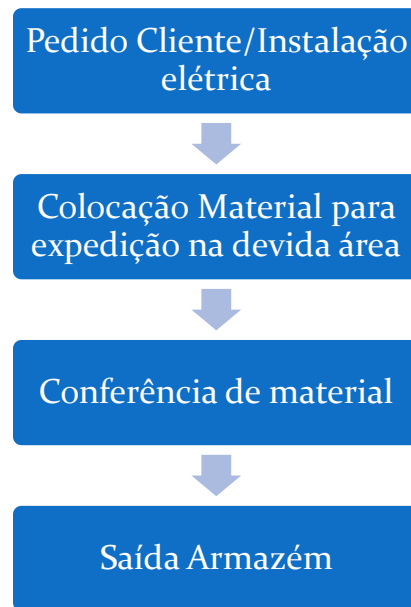 Pedido Cliente/Instalação
elétrica
Colocação Material para
expedição na devida área
Conferência de material
Saída Armazém